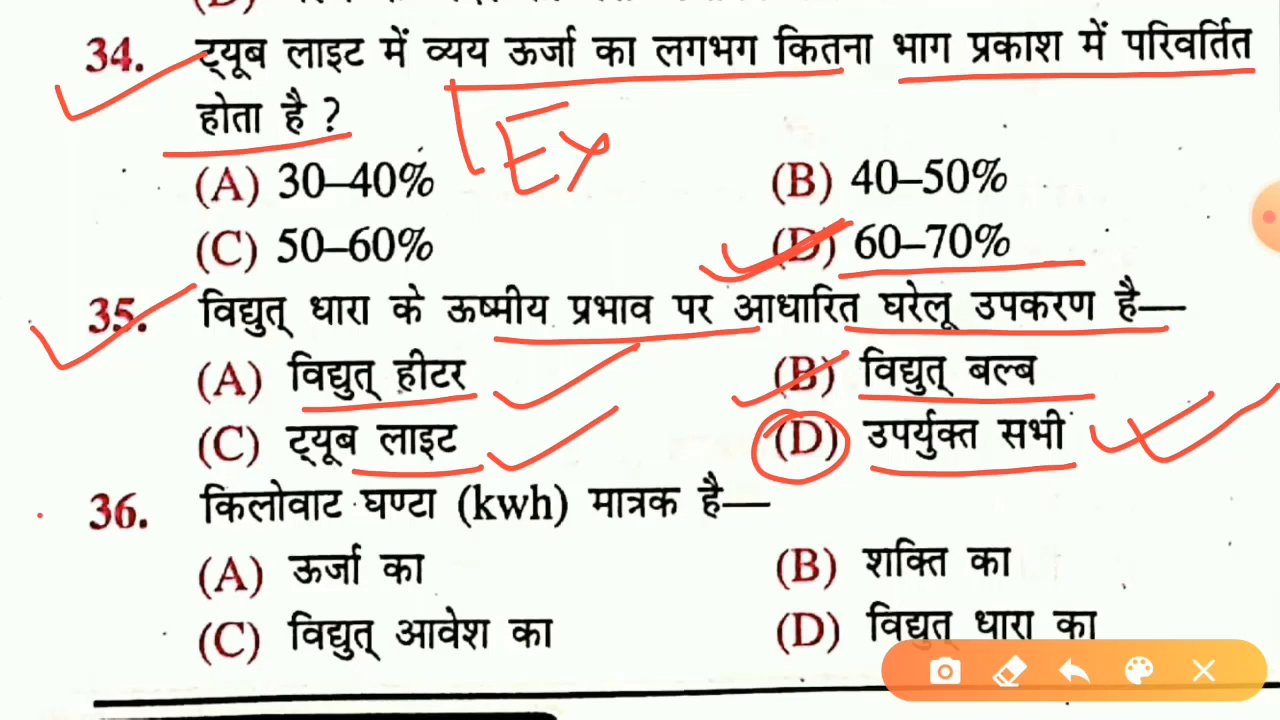 34. ट्यूब लाइट में व्यय ऊर्जा का लगभग कितना भाग प्रकाश में परिवर्तित
होता है ?
Ex
(A) 30–40% (B) 40–50%
(C) 50–60% (D) 60–70%
35. विद्युत् धारा के ऊष्मीय प्रभाव पर आधारित घरेलू उपकरण है—
(A) विद्युत् हीटर (B) विद्युत् बल्ब
(C) ट्यूब लाइट (D) उपर्युक्त सभी
36. किलोवाट घण्टा (kwh) मात्रक है—
(A) ऊर्जा का (B) शक्ति का
(C) विद्युत् आवेश का (D) विद्युत् धारा का